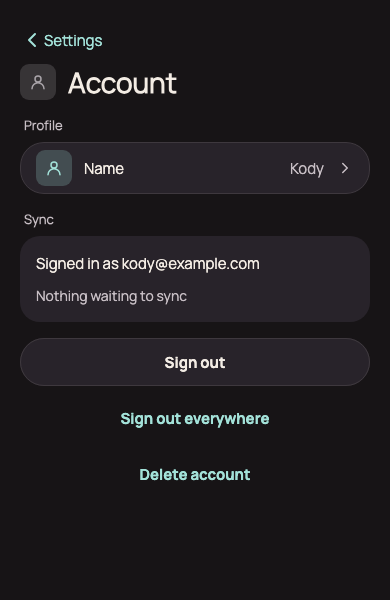 Settings
Account
Profile
Name Kody
Sync
Signed in as kody@example.com
Nothing waiting to sync
Sign out
Sign out everywhere
Delete account